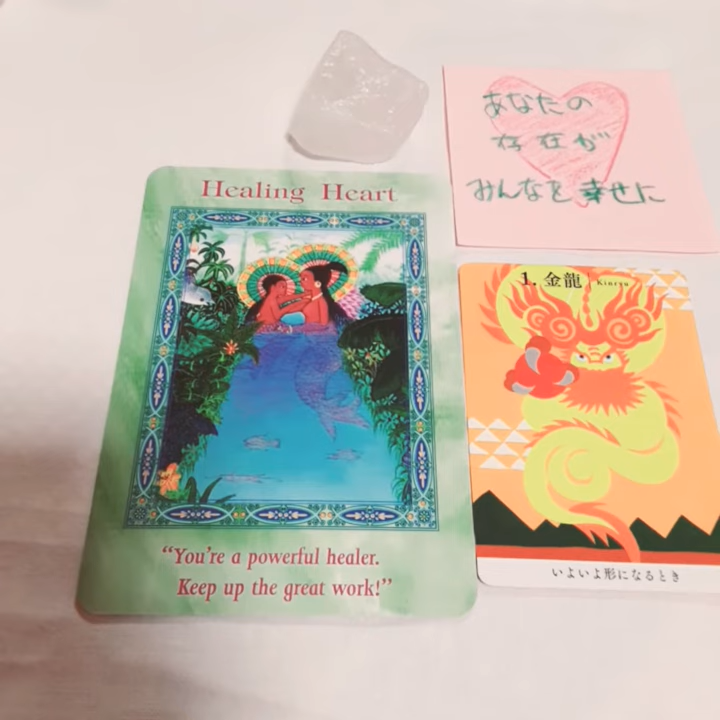 Healing Heart
"You're a powerful healer.
Keep up the great work!"
あなたの
存在が
みんなを幸せに
1. 金龍 Kinryu
いよいよ形になるとき